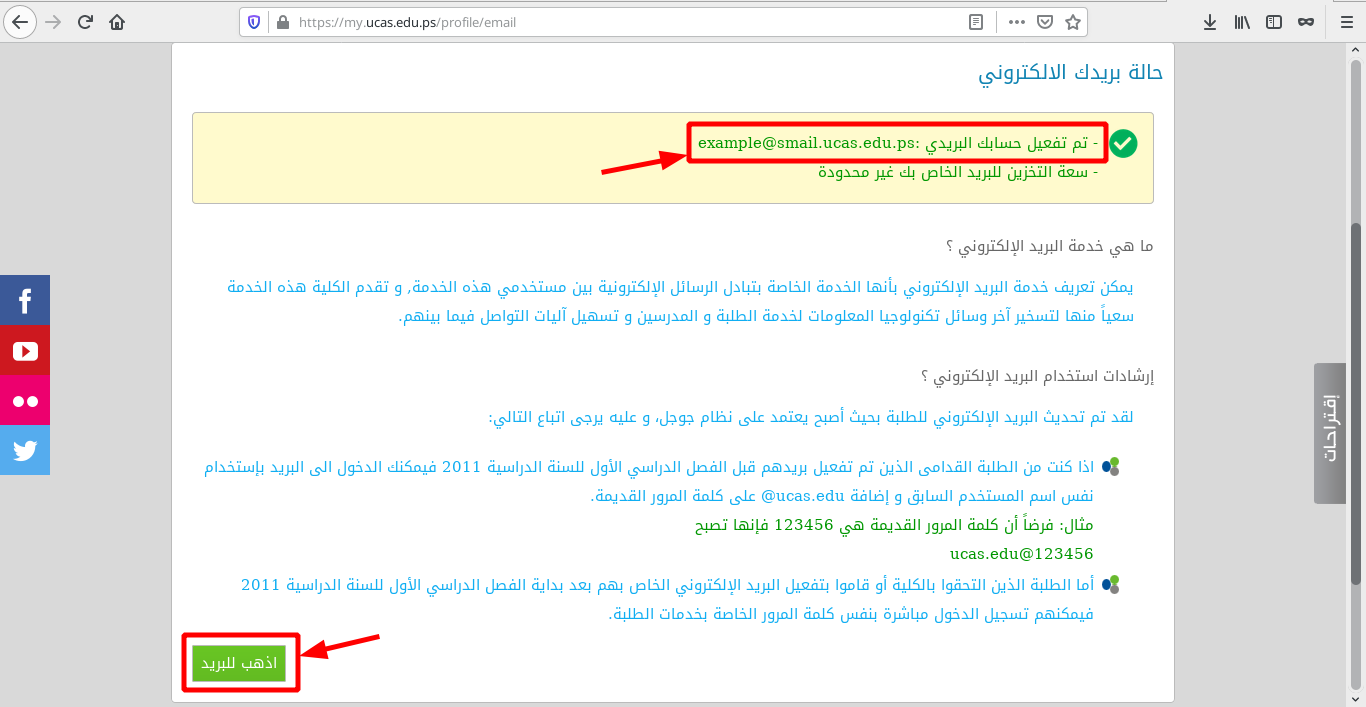 https://my.ucas.edu.ps/profile/email
حالة بريدك الالكتروني
- تم تفعيل حسابك البريدي :example@smail.ucas.edu.ps
- سعة التخزين للبريد الخاص بك غير محدودة
ما هي خدمة البريد الإلكتروني ؟
يمكن تعريف خدمة البريد الإلكتروني بأنها الخدمة الخاصة بتبادل الرسائل الإلكترونية بين مستخدمي هذه الخدمة, و تقدم الكلية هذه الخدمة
سعياً منها لتسخير آخر وسائل تكنولوجيا المعلومات لخدمة الطلبة و المدرسين و تسهيل آليات التواصل فيما بينهم.
إرشادات استخدام البريد الإلكتروني ؟
لقد تم تحديث البريد الإلكتروني للطلبة بحيث أصبح يعتمد على نظام جوجل، و عليه يرجى اتباع التالي:
اذا كنت من الطلبة القدامى الذين تم تفعيل بريدهم قبل الفصل الدراسي الأول للسنة الدراسية 2011 فيمكنك الدخول الى البريد بإستخدام
نفس اسم المستخدم السابق و إضافة ucas.edu@ على كلمة المرور القديمة.
مثال: فرضاً أن كلمة المرور القديمة هي 123456 فإنها تصبح
ucas.edu@123456
أما الطلبة الذين التحقوا بالكلية أو قاموا بتفعيل البريد الإلكتروني الخاص بهم بعد بداية الفصل الدراسي الأول للسنة الدراسية 2011
فيمكنهم تسجيل الدخول مباشرة بنفس كلمة المرور الخاصة بخدمات الطلبة.
اذهب للبريد
إقتراحات